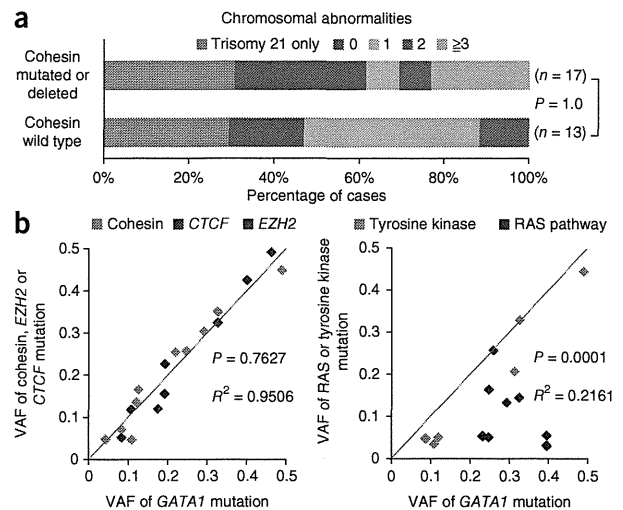 a
Chromosomal abnormalities
Trisomy 21 only 0 1 2 ≧3
Cohesin
mutated or
deleted
(n = 17)
P = 1.0
Cohesin
wild type
(n = 13)
0% 20% 40% 60% 80% 100%
Percentage of cases
b
Cohesin CTCF EZH2
VAF of cohesin, EZH2 or
CTCF mutation
0.5
0.4
0.3
0.2
0.1
0
P = 0.7627
R² = 0.9506
0 0.1 0.2 0.3 0.4 0.5
VAF of GATA1 mutation
Tyrosine kinase RAS pathway
VAF of RAS or tyrosine kinase
mutation
0.5
0.4
0.3
0.2
0.1
0
P = 0.0001
R² = 0.2161
0 0.1 0.2 0.3 0.4 0.5
VAF of GATA1 mutation